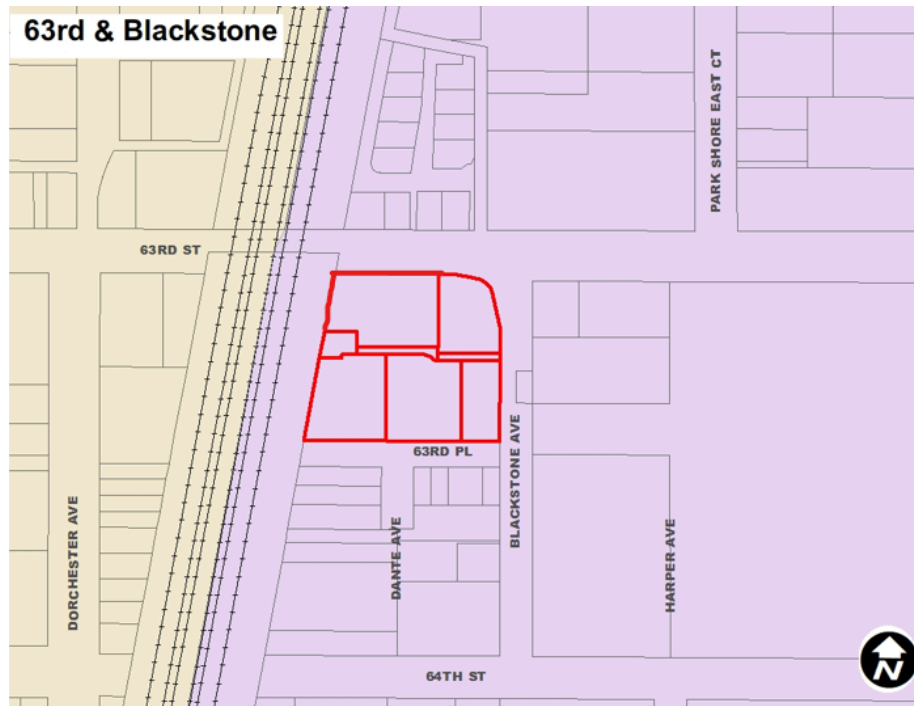 63rd & Blackstone
PARK SHORE EAST CT
63RD ST
63RD PL
BLACKSTONE AVE
DANTE AVE
HARPER AVE
DORCHESTER AVE
64TH ST
N